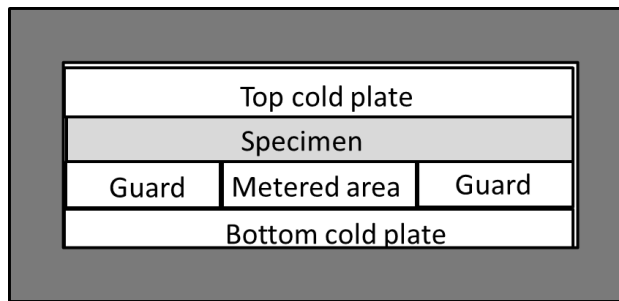 Top cold plate
Specimen
Guard Metered area Guard
Bottom cold plate